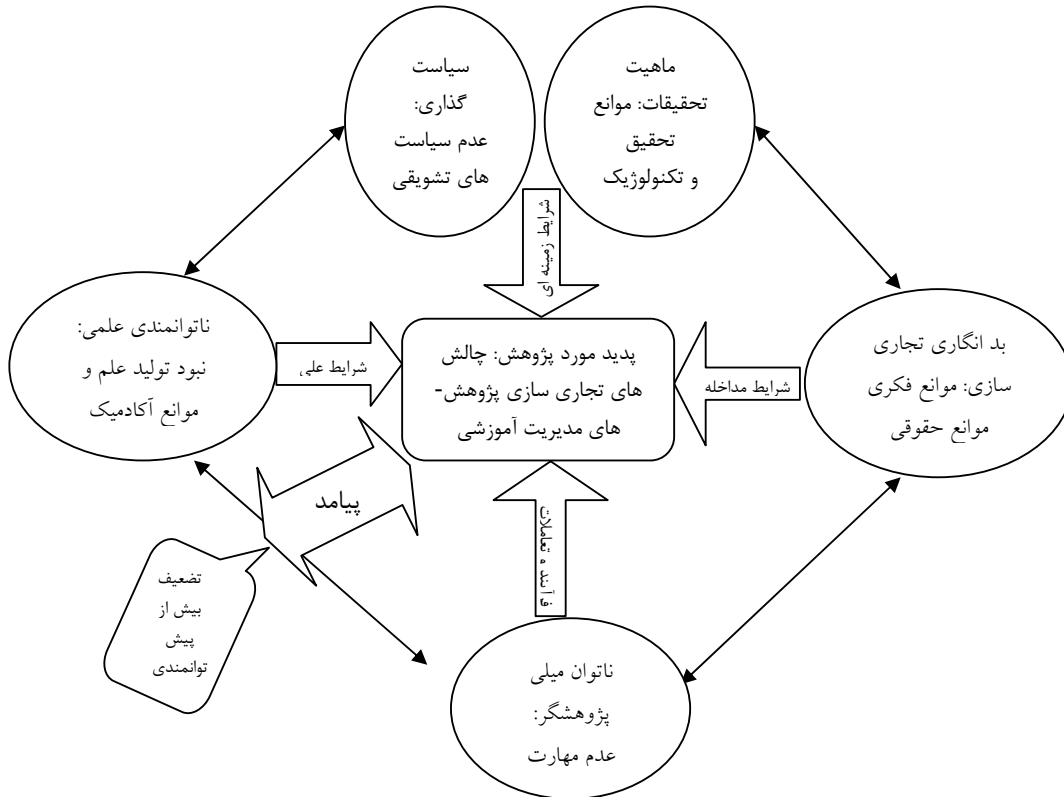 ماهیت
تحقیقات: موانع
تحقیق
و تکنولوژیک
سیاست
گذاری:
عدم سیاست
های تشویقی
شرایط زمینه ای
بد انگاری تجاری
سازی: موانع فکری
موانع حقوقی
شرایط مداخله
پدید مورد پژوهش: چالش
های تجاری سازی پژوهش-
های مدیریت آموزشی
شرایط علی
ناتوانمندی علمی:
نبود تولید علم و
موانع آکادمیک
پیامد
تضعیف
بیش از
پیش
توانمندی
فرآیند و تعاملات
ناتوان میلی
پژوهشگر:
عدم مهارت